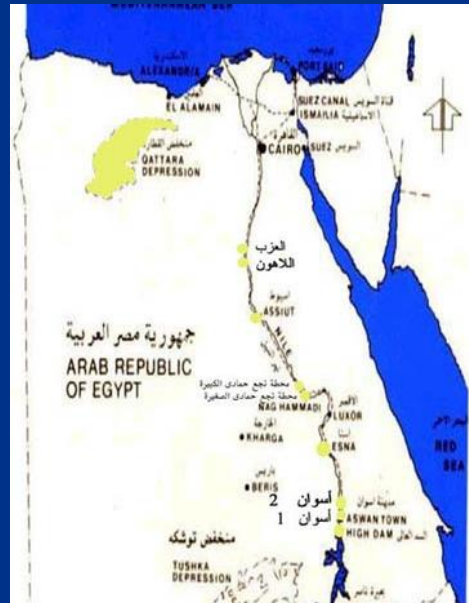 MEDITERRANEAN SEA
الاسكندرية
ALEXANDRIA
بورسعيد
PORT SAID
EL ALAMAIN
SUEZ CANAL قناة السويس
ISMAILIA الاسماعيلية
القاهرة
CAIRO
SUEZ السويس
منخفض القطارة
QATTARA
DEPRESSION
العزب
اللاهون
اسيوط
ASSIUT
NILE
جمهورية مصر العربية
ARAB REPUBLIC
OF EGYPT
محطة نجع حمادى الكبيرة
محطة نجع حمادى الصغيرة
NAG HAMMADI
الاقصر
LUXOR
الخارجة
KHARGA
اسنا
ESNA
البحر الاحمر
RED
SEA
باريس
BERIS
أسوان 2
مدينة اسوان
أسوان 1
ASWAN TOWN
السد العالى HIGH DAM
منخفض توشكه
TUSHKA
DEPRESSION
بحيرة ناصر